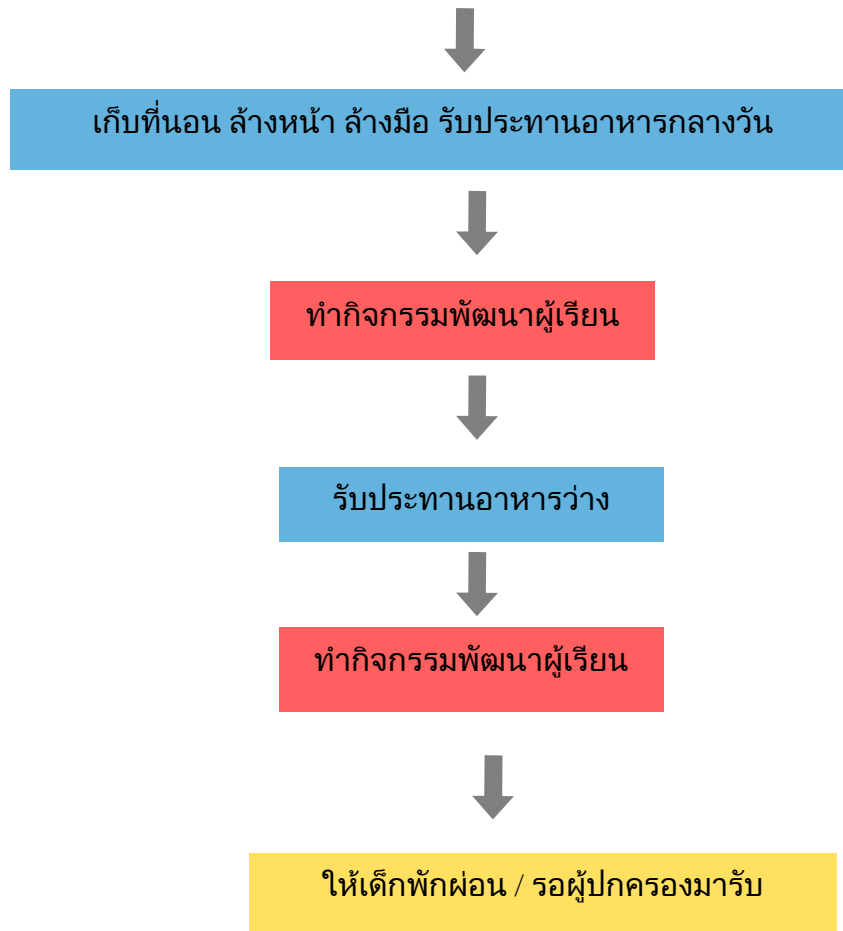 เก็บที่นอน ล้างหน้า ล้างมือ รับประทานอาหารกลางวัน
ทำกิจกรรมพัฒนาผู้เรียน
รับประทานอาหารว่าง
ทำกิจกรรมพัฒนาผู้เรียน
ให้เด็กพักผ่อน / รอผู้ปกครองมารับ